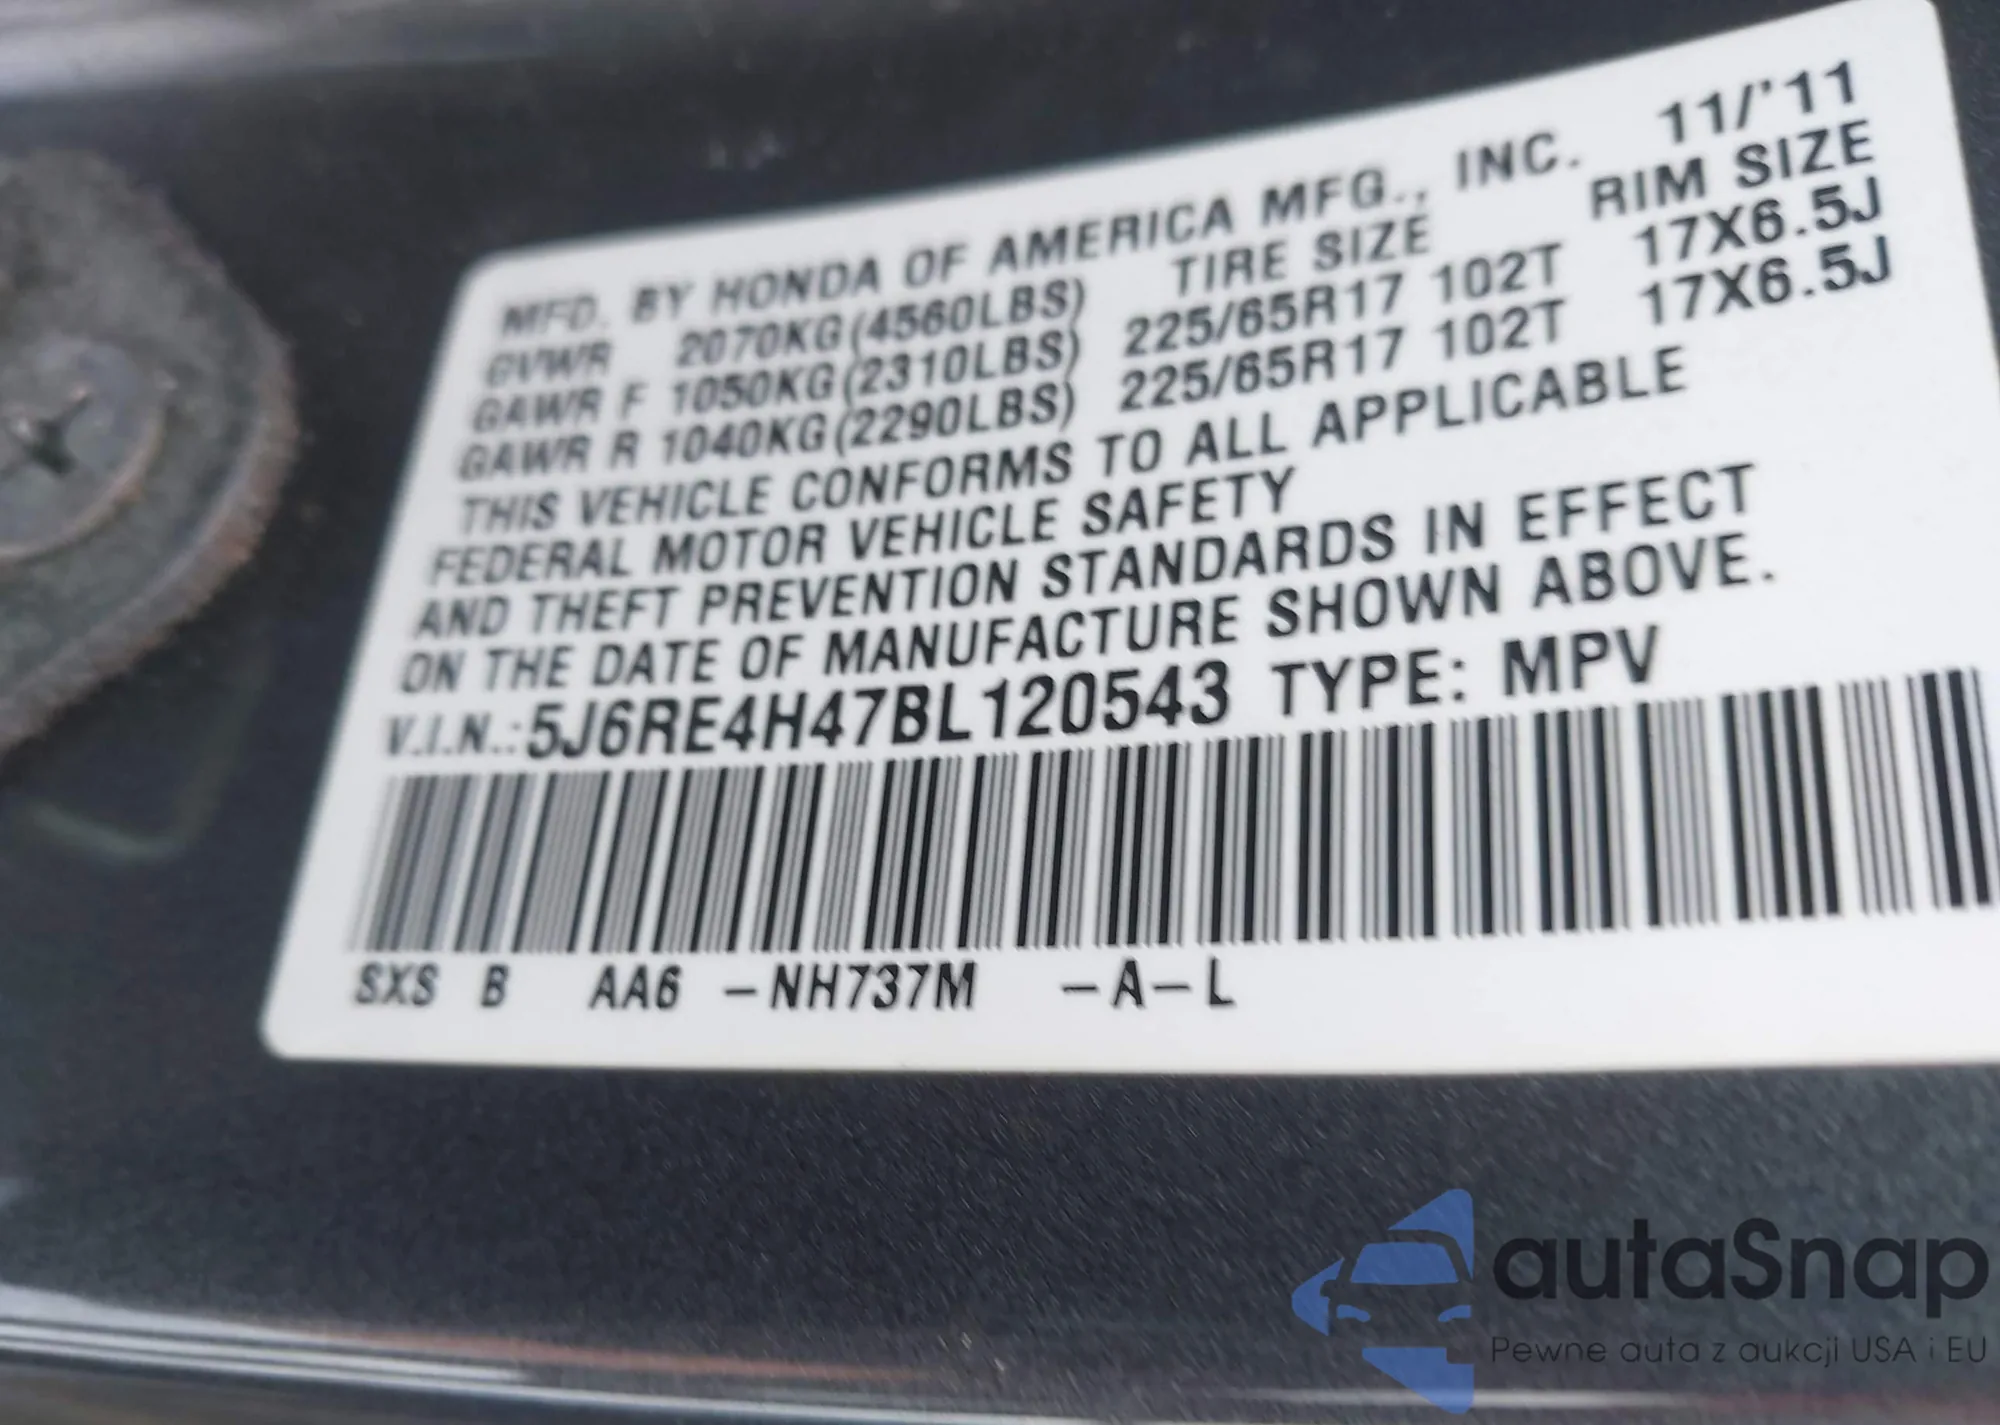 MFD. BY HONDA OF AMERICA MFG., INC. 11/'11
GVWR 2070KG(4560LBS) TIRE SIZE RIM SIZE
GAWR F 1050KG(2310LBS) 225/65R17 102T 17X6.5J
GAWR R 1040KG(2290LBS) 225/65R17 102T 17X6.5J
THIS VEHICLE CONFORMS TO ALL APPLICABLE
FEDERAL MOTOR VEHICLE SAFETY
AND THEFT PREVENTION STANDARDS IN EFFECT
ON THE DATE OF MANUFACTURE SHOWN ABOVE.
V.I.N.:5J6RE4H47BL120543 TYPE: MPV
SXS B AA6 -NH737M -A-L
autaSnap
Pewne auta z aukcji USA i EU